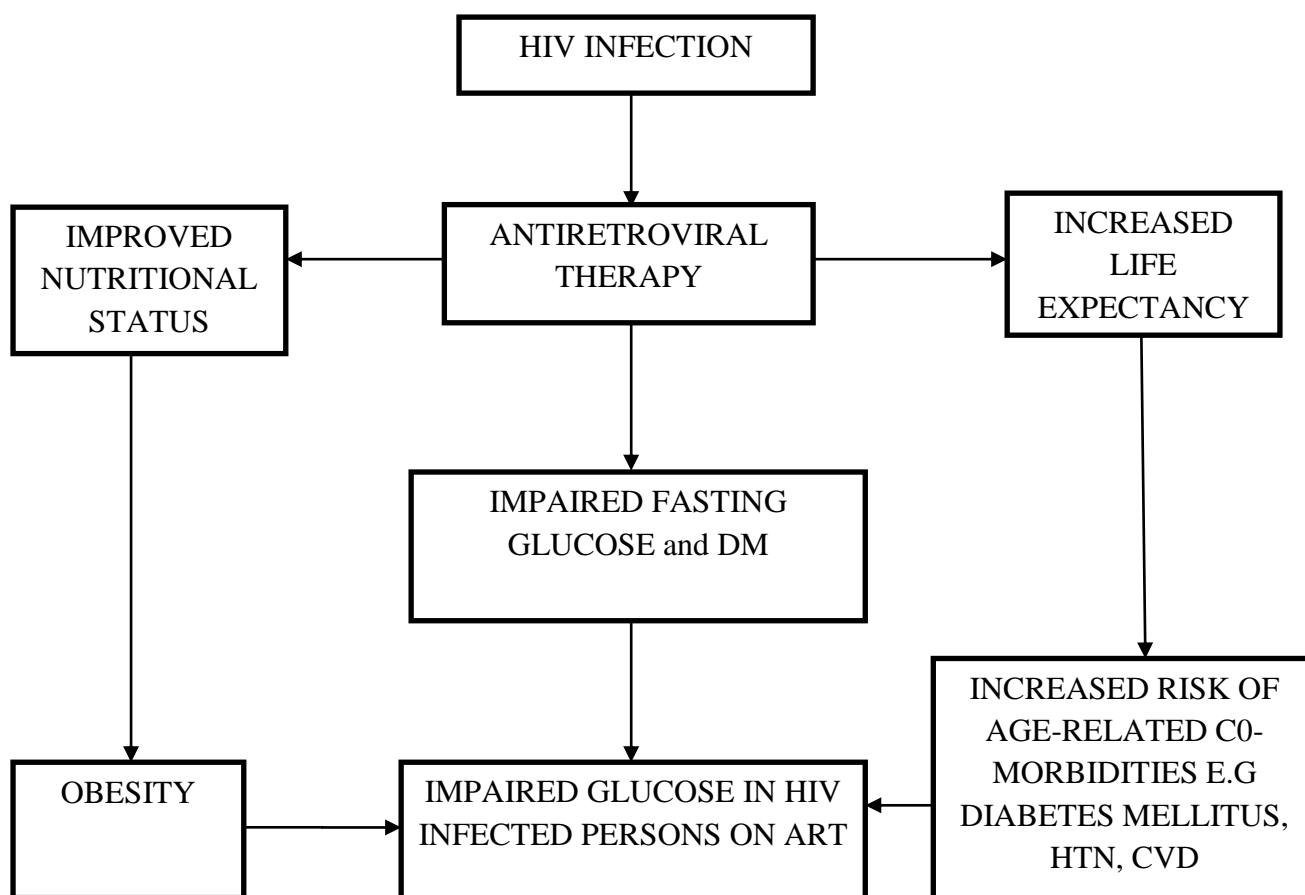 HIV INFECTION
IMPROVED
NUTRITIONAL
STATUS
ANTIRETROVIRAL
THERAPY
INCREASED
LIFE
EXPECTANCY
IMPAIRED FASTING
GLUCOSE and DM
OBESITY
IMPAIRED GLUCOSE IN HIV
INFECTED PERSONS ON ART
INCREASED RISK OF
AGE-RELATED C0-
MORBIDITIES E.G
DIABETES MELLITUS,
HTN, CVD